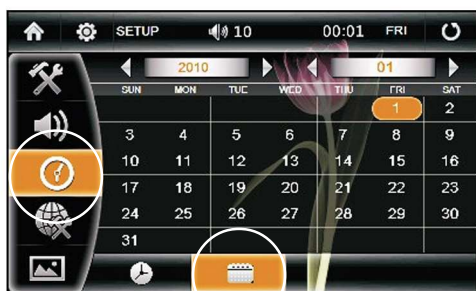 SETUP 10 00:01 FRI
2010 01
SUN MON TUE WED THU FRI SAT
1 2
3 4 5 6 7 8 9
10 11 12 13 14 15 16
17 18 19 20 21 22 23
24 25 26 27 28 29 30
31